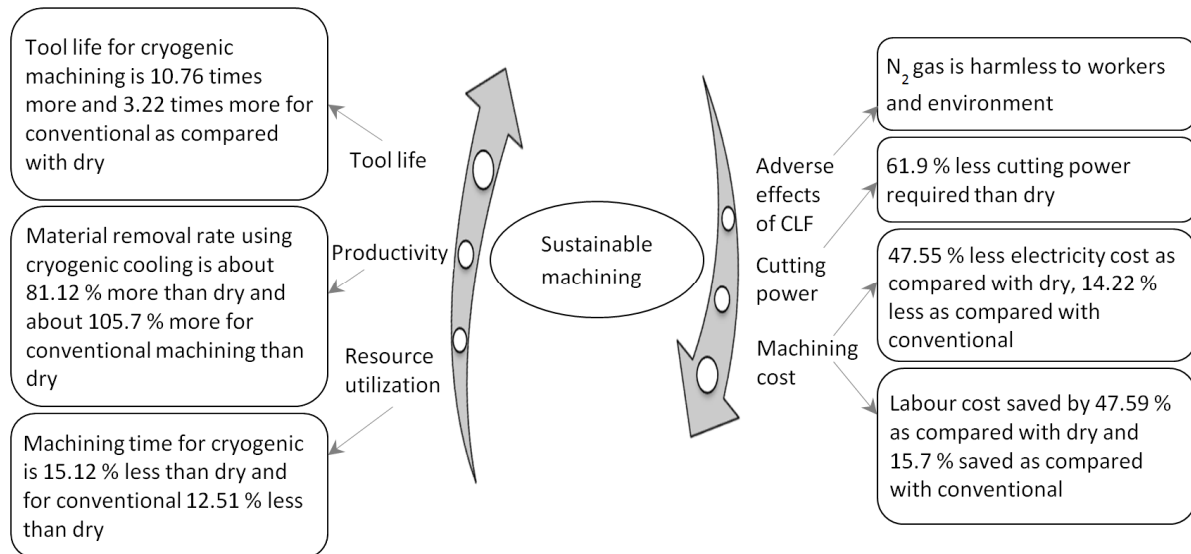 Tool life for cryogenic
machining is 10.76 times
more and 3.22 times more for
conventional as compared
with dry
Tool life
Material removal rate using
cryogenic cooling is about
81.12 % more than dry and
about 105.7 % more for
conventional machining than
dry
Productivity
Resource
utilization
Machining time for cryogenic
is 15.12 % less than dry and
for conventional 12.51 % less
than dry
Sustainable
machining
Adverse
effects
of CLF
Cutting
power
Machining
cost
N₂ gas is harmless to workers
and environment
61.9 % less cutting power
required than dry
47.55 % less electricity cost as
compared with dry, 14.22 %
less as compared with
conventional
Labour cost saved by 47.59 %
as compared with dry and
15.7 % saved as compared
with conventional